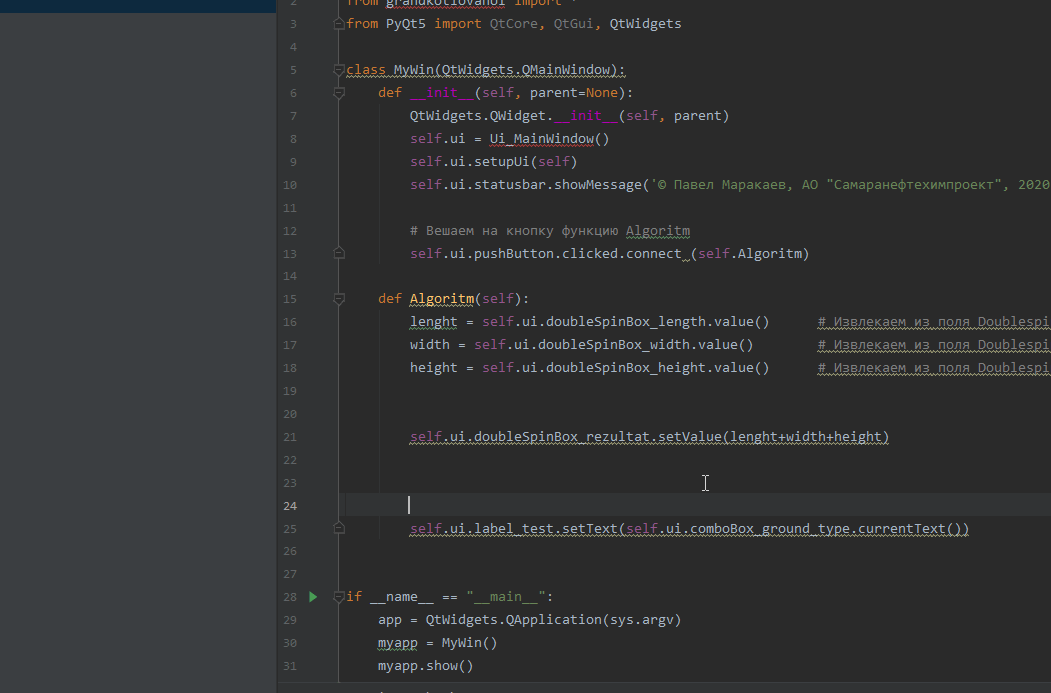 2 from grandkotlovanui import *
3 from PyQt5 import QtCore, QtGui, QtWidgets
4
5 class MyWin(QtWidgets.QMainWindow):
6 def __init__(self, parent=None):
7 QtWidgets.QWidget.__init__(self, parent)
8 self.ui = Ui_MainWindow()
9 self.ui.setupUi(self)
10 self.ui.statusbar.showMessage('© Павел Маракаев, АО "Самаранефтехимпроект", 2020
11
12 # Вешаем на кнопку функцию Algoritm
13 self.ui.pushButton.clicked.connect (self.Algoritm)
14
15 def Algoritm(self):
16 lenght = self.ui.doubleSpinBox_length.value() # Извлекаем из поля Doublespi
17 width = self.ui.doubleSpinBox_width.value() # Извлекаем из поля Doublespi
18 height = self.ui.doubleSpinBox_height.value() # Извлекаем из поля Doublespi
19
20
21 self.ui.doubleSpinBox_rezultat.setValue(lenght+width+height)
22
23
24
25 self.ui.label_test.setText(self.ui.comboBox_ground_type.currentText())
26
27
28 if __name__ == "__main__":
29 app = QtWidgets.QApplication(sys.argv)
30 myapp = MyWin()
31 myapp.show()